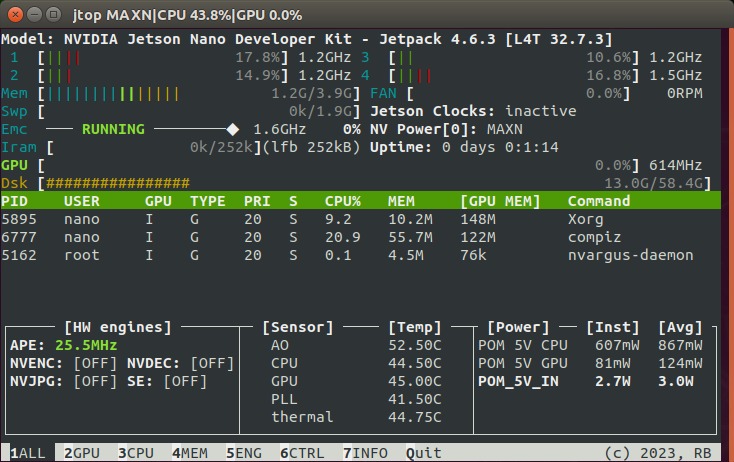 jtop MAXN|CPU 43.8%|GPU 0.0%
Model: NVIDIA Jetson Nano Developer Kit - Jetpack 4.6.3 [L4T 32.7.3]
1 [|||| 17.8%] 1.2GHz 3 [|| 10.6%] 1.2GHz
2 [||| 14.9%] 1.2GHz 4 [|||| 16.8%] 1.5GHz
Mem [||||||||||||||| 1.2G/3.9G] FAN [ 0.0%] 0RPM
Swp [ 0k/1.9G] Jetson Clocks: inactive
Emc RUNNING 1.6GHz 0% NV Power[0]: MAXN
Iram [ 0k/252k](lfb 252kB) Uptime: 0 days 0:1:14
GPU [ 0.0%] 614MHz
Dsk [################ 13.0G/58.4G]
PID USER GPU TYPE PRI S CPU% MEM [GPU MEM] Command
5895 nano I G 20 S 9.2 10.2M 148M Xorg
6777 nano I G 20 S 20.9 55.7M 122M compiz
5162 root I G 20 S 0.1 4.5M 76k nvargus-daemon
[HW engines] [Sensor] [Temp] [Power] [Inst] [Avg]
APE: 25.5MHz AO 52.50C POM 5V CPU 607mW 867mW
NVENC: [OFF] NVDEC: [OFF] CPU 44.50C POM 5V GPU 81mW 124mW
NVJPG: [OFF] SE: [OFF] GPU 45.00C POM_5V_IN 2.7W 3.0W
PLL 41.50C
thermal 44.75C
1ALL 2GPU 3CPU 4MEM 5ENG 6CTRL 7INFO Quit (c) 2023, RB